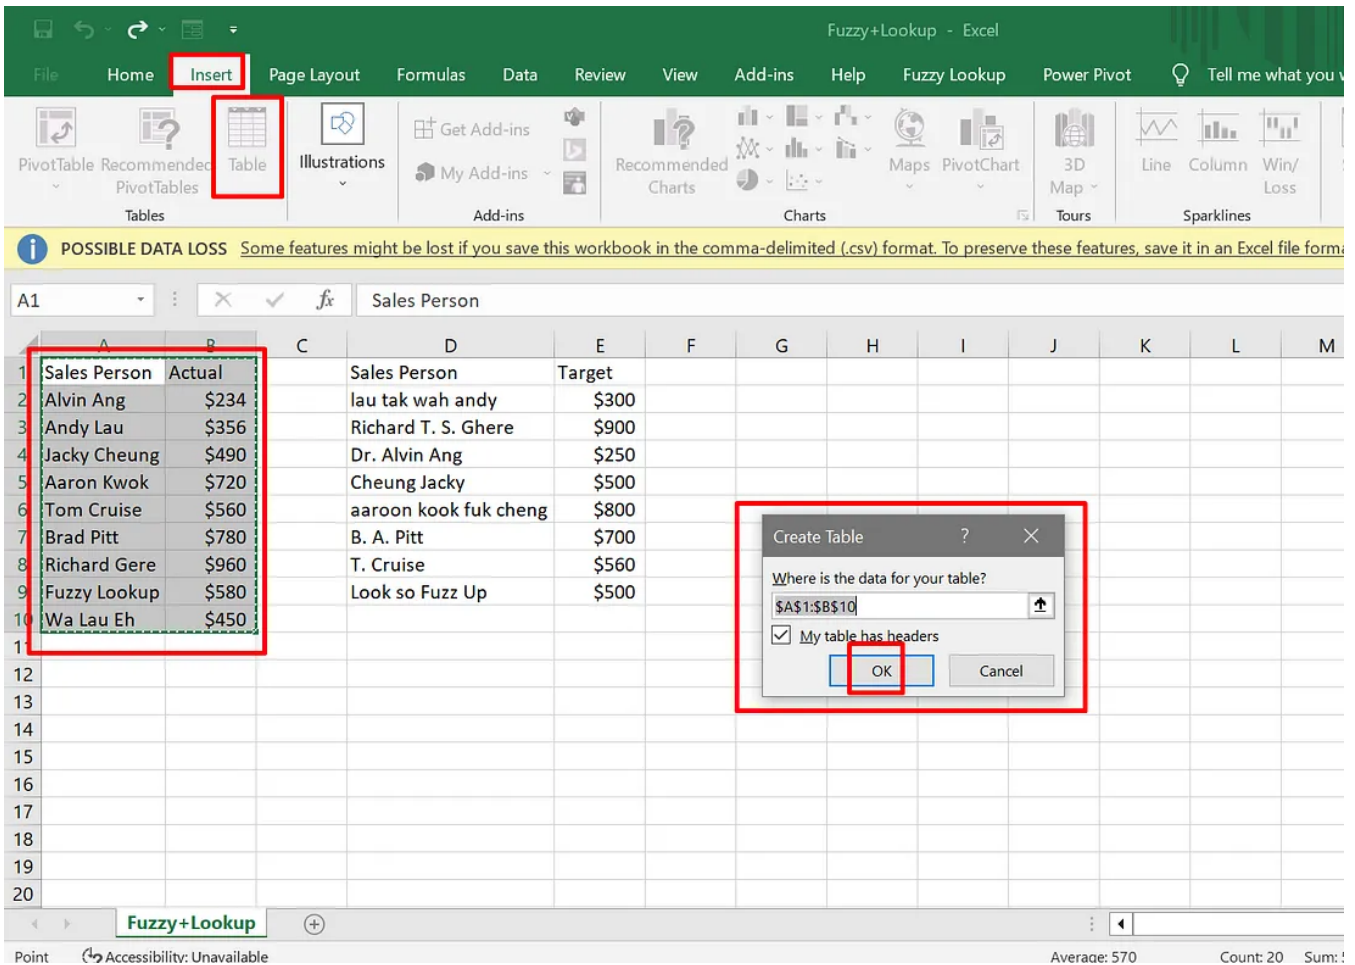 Fuzzy+Lookup - Excel
File Home Insert Page Layout Formulas Data Review View Add-ins Help Fuzzy Lookup Power Pivot Tell me what you
PivotTable Recommended PivotTables Table Illustrations Get Add-ins My Add-ins Recommended Charts Maps PivotChart 3D Map Line Column Win/ Loss
Tables Add-ins Charts Tours Sparklines
POSSIBLE DATA LOSS Some features might be lost if you save this workbook in the comma-delimited (.csv) format. To preserve these features, save it in an Excel file
A1 fx Sales Person
A B C D E F G H I J K L M
1 Sales Person Actual Sales Person Target
2 Alvin Ang $234 lau tak wah andy $300
3 Andy Lau $356 Richard T. S. Ghere $900
4 Jacky Cheung $490 Dr. Alvin Ang $250
5 Aaron Kwok $720 Cheung Jacky $500
6 Tom Cruise $560 aaroon kook fuk cheng $800
7 Brad Pitt $780 B. A. Pitt $700
8 Richard Gere $960 T. Cruise $560
9 Fuzzy Lookup $580 Look so Fuzz Up $500
10 Wa Lau Eh $450
11
12
13
14
15
16
17
18
19
20
Create Table ?
Where is the data for your table?
$A$1:$B$10
My table has headers
OK Cancel
Fuzzy+Lookup
Point Accessibility: Unavailable Average: 570 Count: 20 Sum: